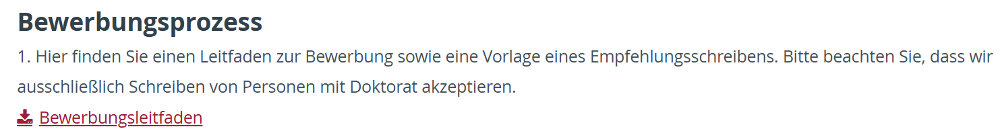 Bewerbungsprozess
1. Hier finden Sie einen Leitfaden zur Bewerbung sowie eine Vorlage eines Empfehlungsschreibens. Bitte beachten Sie, dass wir
ausschließlich Schreiben von Personen mit Doktorat akzeptieren.
Bewerbungsleitfaden